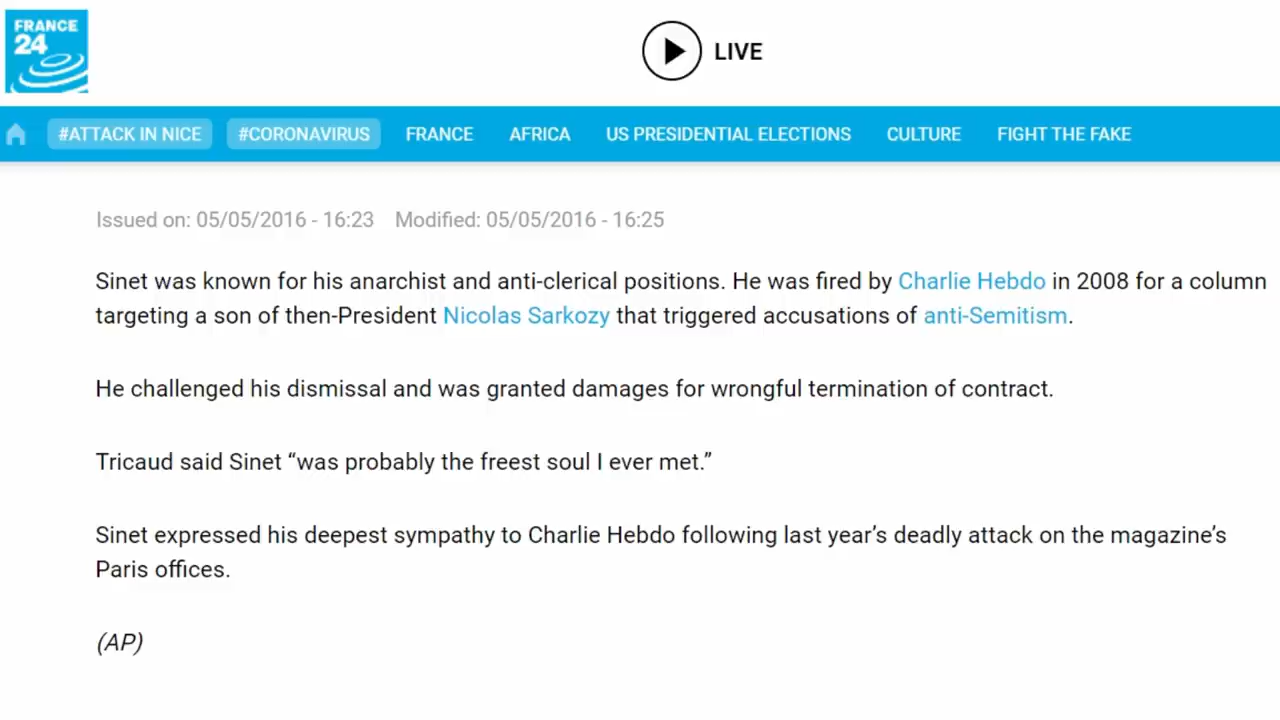 FRANCE
24
LIVE
#ATTACK IN NICE #CORONAVIRUS FRANCE AFRICA US PRESIDENTIAL ELECTIONS CULTURE FIGHT THE FAKE
Issued on: 05/05/2016 - 16:23 Modified: 05/05/2016 - 16:25
Sinet was known for his anarchist and anti-clerical positions. He was fired by Charlie Hebdo in 2008 for a column
targeting a son of then-President Nicolas Sarkozy that triggered accusations of anti-Semitism.
He challenged his dismissal and was granted damages for wrongful termination of contract.
Tricaud said Sinet “was probably the freest soul I ever met.”
Sinet expressed his deepest sympathy to Charlie Hebdo following last year’s deadly attack on the magazine’s
Paris offices.
(AP)